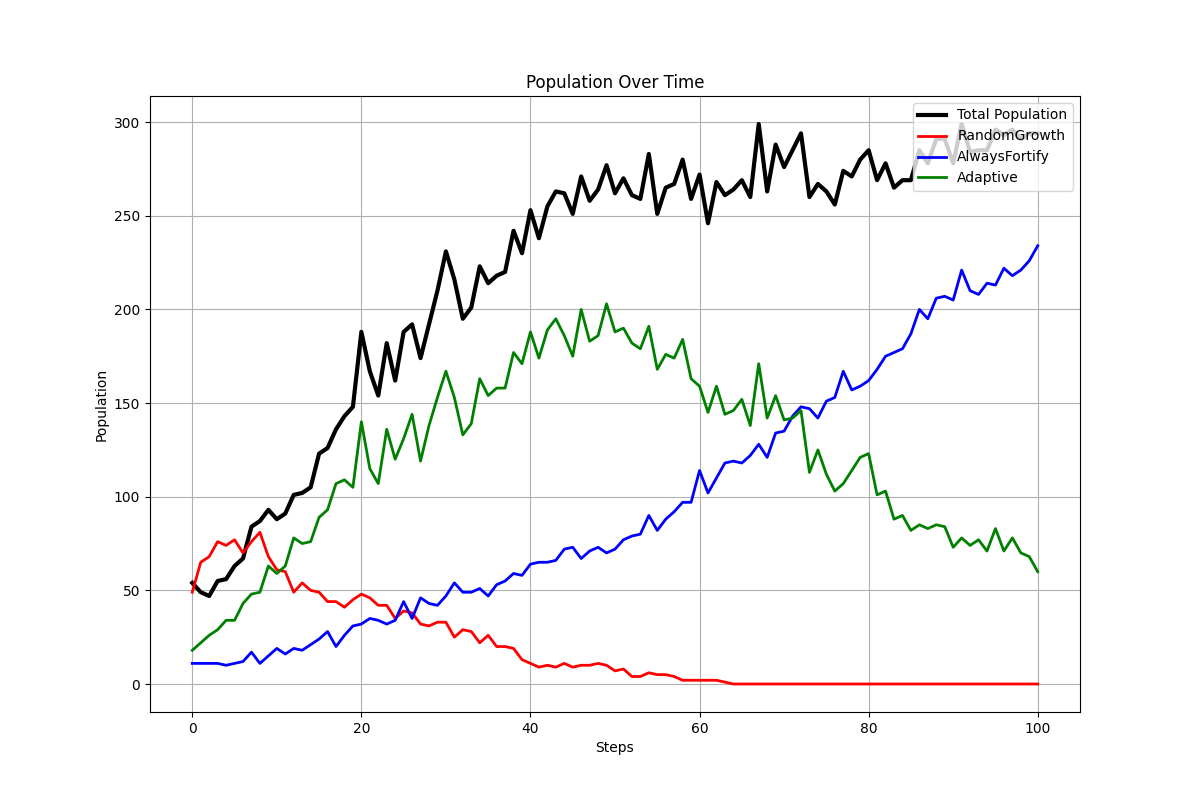 Population Over Time
Total Population
RandomGrowth
AlwaysFortify
Adaptive
300
250
200
150
100
50
0
Population
0 20 40 60 80 100
Steps